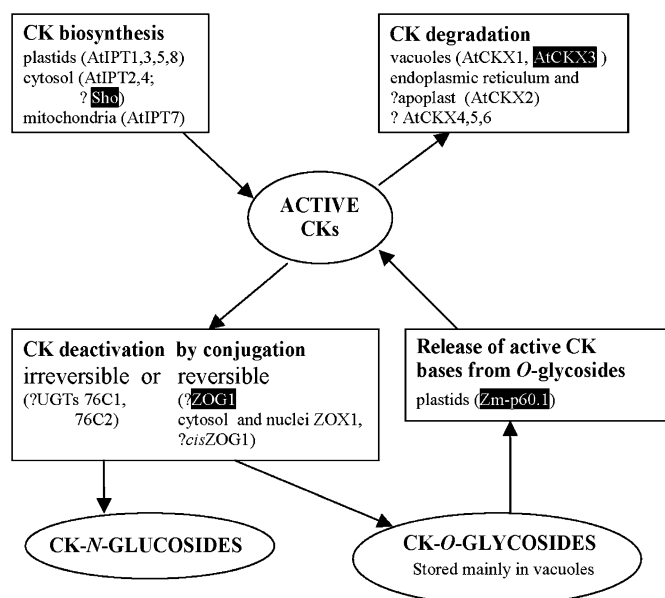 CK biosynthesis
plastids (AtIPT1,3,5,8)
cytosol (AtIPT2,4;
? Sho)
mitochondria (AtIPT7)
CK degradation
vacuoles (AtCKX1, AtCKX3 )
endoplasmic reticulum and
?apoplast (AtCKX2)
? AtCKX4,5,6
ACTIVE
CKs
CK deactivation by conjugation
irreversible or reversible
(?UGTs 76C1,
76C2)
(?ZOG1
cytosol and nuclei ZOX1,
?cisZOG1)
Release of active CK
bases from O-glycosides
plastids (Zm-p60.1)
CK-N-GLUCOSIDES
CK-O-GLYCOSIDES
Stored mainly in vacuoles